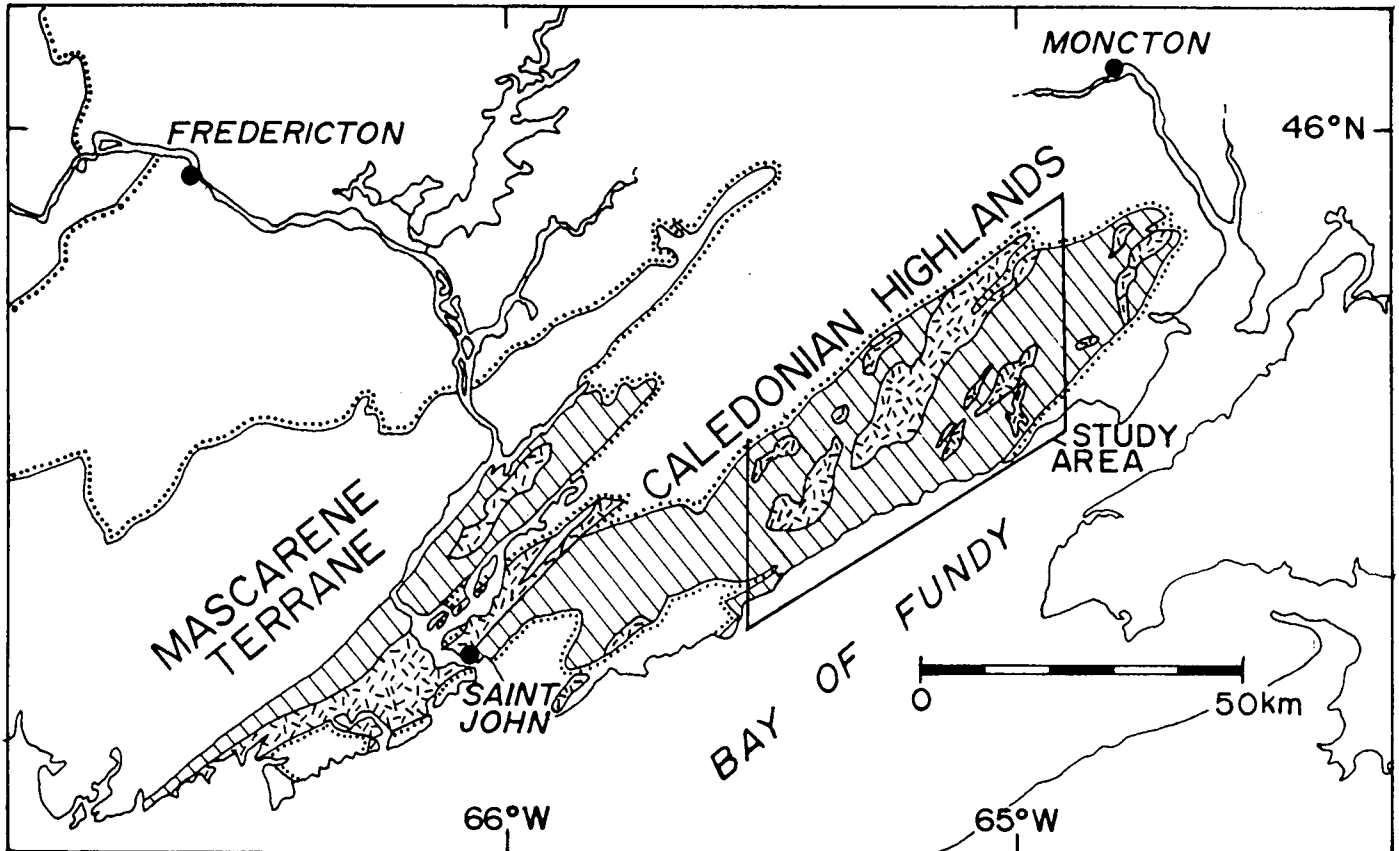 MONCTON
FREDERICTON
46°N
CALEDONIAN HIGHLANDS
STUDY
AREA
MASCARENE
TERRANE
BAY OF FUNDY
SAINT
JOHN
0 50km
66°W
65°W